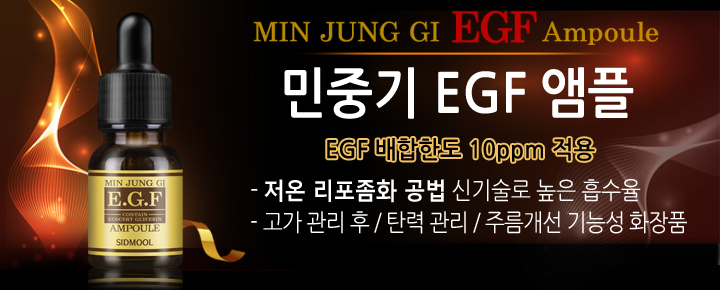 MIN JUNG GI EGF Ampoule
민중기 EGF 앰플
EGF 배합한도 10ppm 적용
- 저온 리포좀화 공법 신기술로 높은 흡수율
- 고가 관리 후 / 탄력 관리 / 주름개선 기능성 화장품
MIN JUNG GI
E.G.F
CONTAIN
ECOCERT GLYCERIN
AMPOULE
SIDMOOL